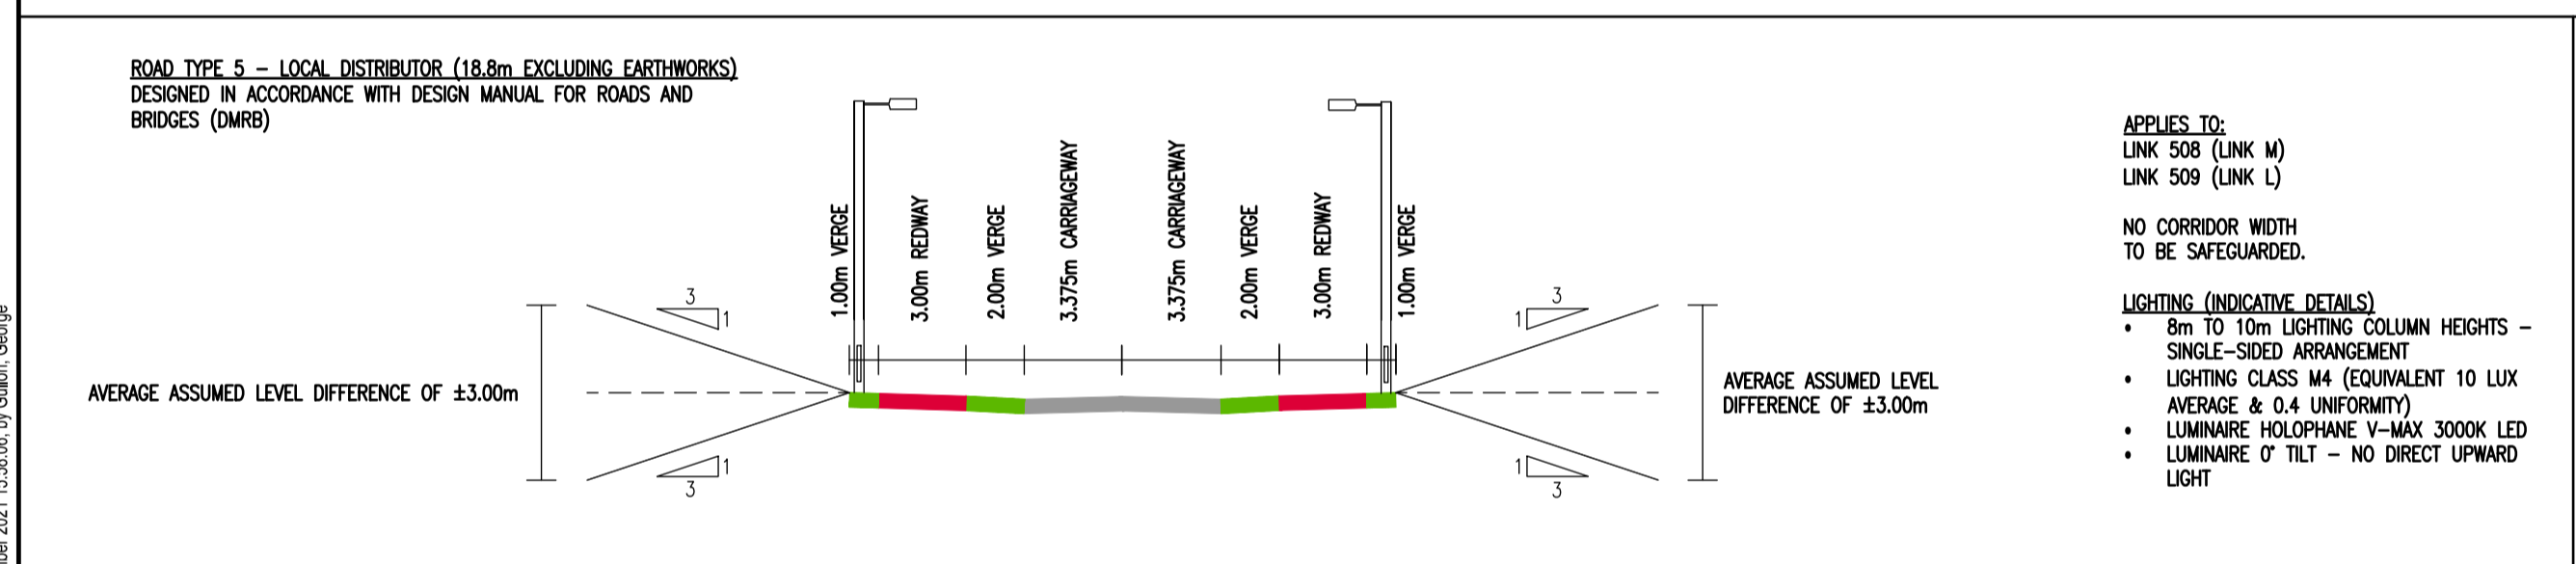 ROAD TYPE 5 – LOCAL DISTRIBUTOR (18.8m EXCLUDING EARTHWORKS)
DESIGNED IN ACCORDANCE WITH DESIGN MANUAL FOR ROADS AND
BRIDGES (DMRB)
1.00m VERGE
3.00m REDWAY
2.00m VERGE
3.375m CARRIAGEWAY
3.375m CARRIAGEWAY
2.00m VERGE
3.00m REDWAY
1.00m VERGE
3
1
3
1
AVERAGE ASSUMED LEVEL DIFFERENCE OF ±3.00m
1
3
1
3
AVERAGE ASSUMED LEVEL
DIFFERENCE OF ±3.00m
APPLIES TO:
LINK 508 (LINK M)
LINK 509 (LINK L)
NO CORRIDOR WIDTH
TO BE SAFEGUARDED.
LIGHTING (INDICATIVE DETAILS)
• 8m TO 10m LIGHTING COLUMN HEIGHTS –
SINGLE–SIDED ARRANGEMENT
• LIGHTING CLASS M4 (EQUIVALENT 10 LUX
AVERAGE & 0.4 UNIFORMITY)
• LUMINAIRE HOLOPHANE V–MAX 3000K LED
• LUMINAIRE 0° TILT – NO DIRECT UPWARD
LIGHT
2021
by Gullon, George